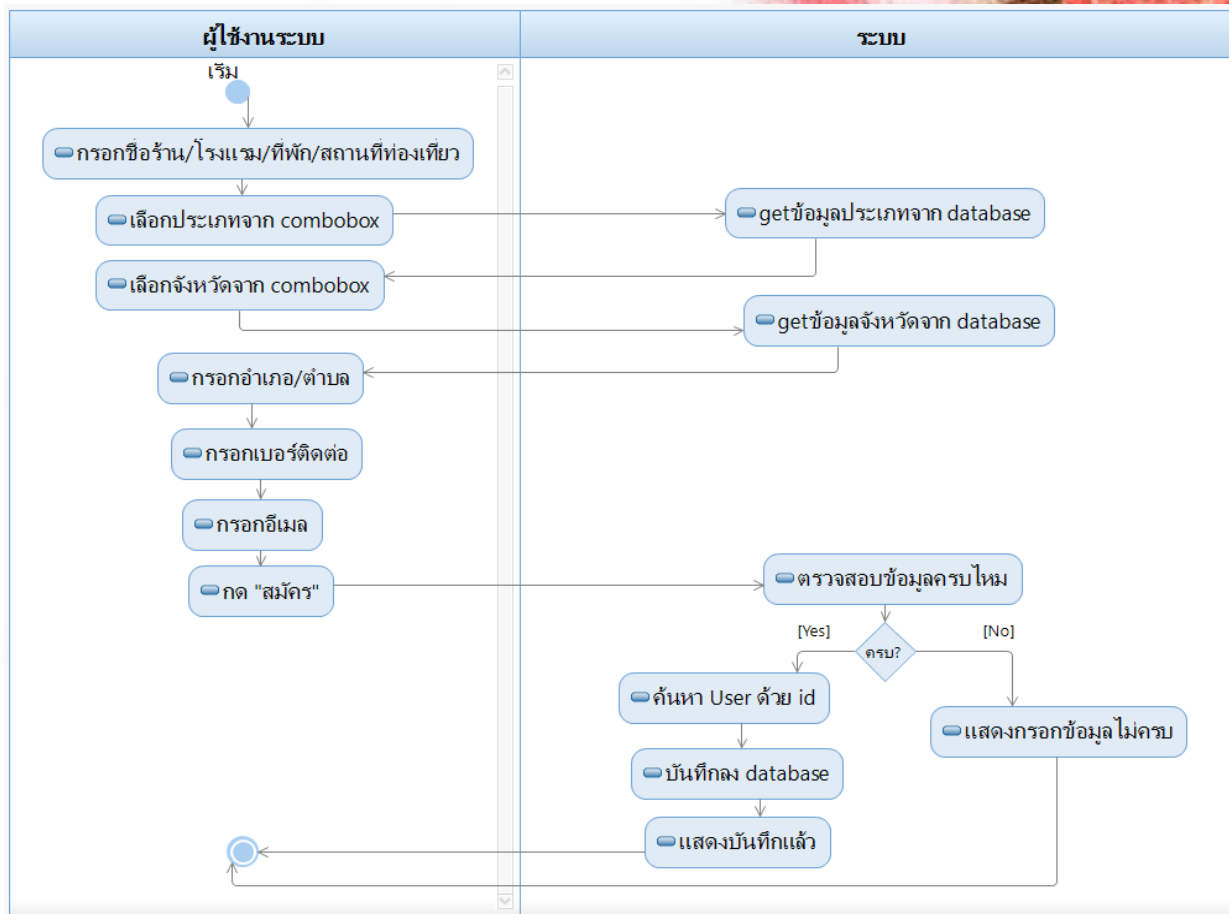 ผู้ใช้งานระบบ
ระบบ
เริ่ม
กรอกชื่อร้าน/โรงแรม/ที่พัก/สถานที่ท่องเที่ยว
เลือกประเภทจาก combobox
getข้อมูลประเภทจาก database
เลือกจังหวัดจาก combobox
getข้อมูลจังหวัดจาก database
กรอกอำเภอ/ตำบล
กรอกเบอร์ติดต่อ
กรอกอีเมล
กด "สมัคร"
ตรวจสอบข้อมูลครบไหม
[Yes]
[No]
ครบ?
ค้นหา User ด้วย id
แสดงกรอกข้อมูลไม่ครบ
บันทึกลง database
แสดงบันทึกแล้ว